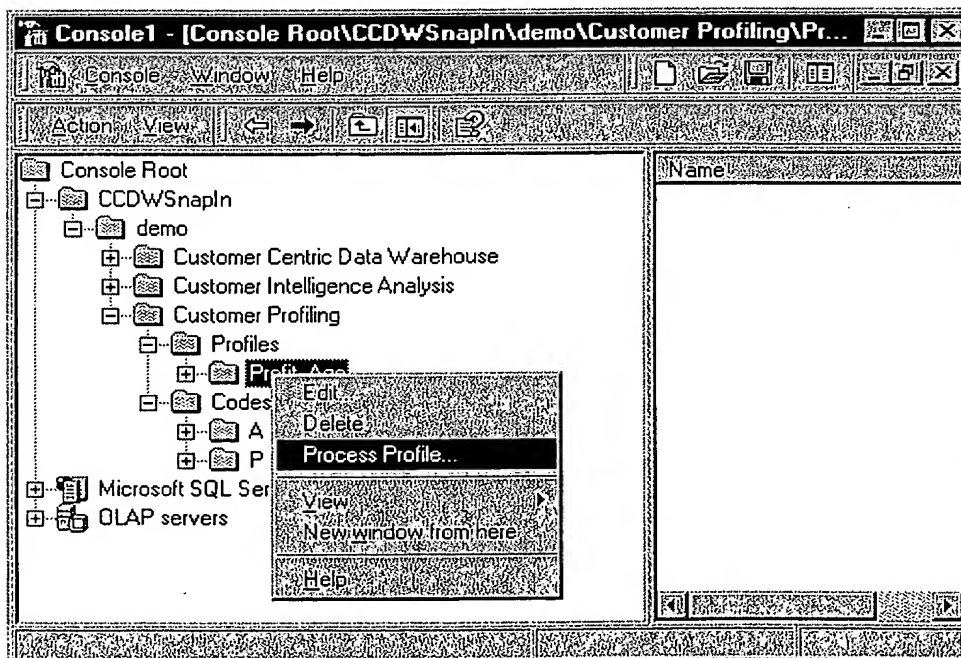 Console1 - [Console Root\CCDWSnapIn\demo\Customer Profiling\Pr...
Console Window Help
Action View
Console Root
CCDWSnapIn
demo
Customer Centric Data Warehouse
Customer Intelligence Analysis
Customer Profiling
Profiles
Profit_Age
Codes
A
P
Microsoft SQL Ser
OLAP servers
Name
Edit
Delete
Process Profile...
View
New window from here
Help